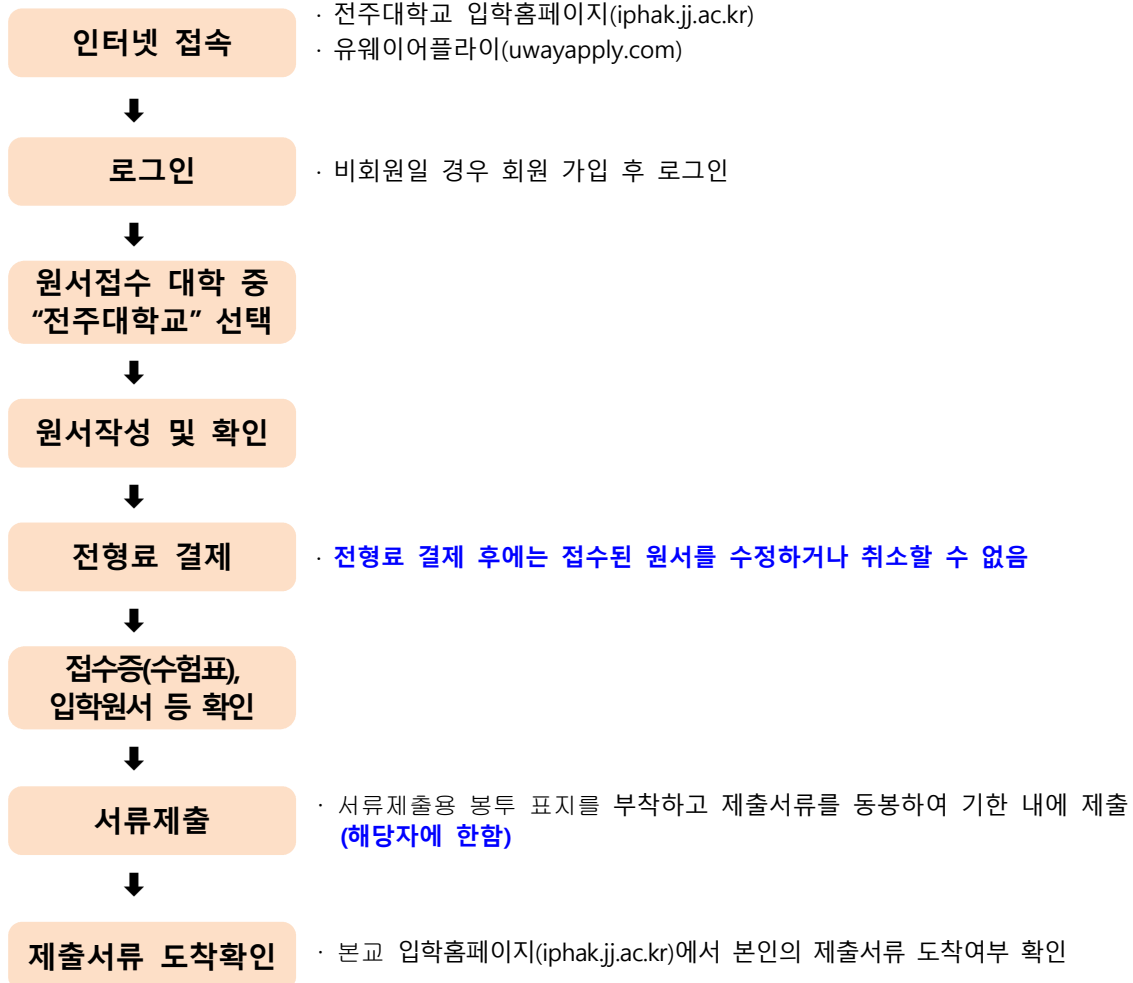 인터넷 접속
· 전주대학교 입학홈페이지(iphak.jj.ac.kr)
· 유웨이어플라이(uwayapply.com)
⬇
로그인
· 비회원일 경우 회원 가입 후 로그인
⬇
원서접수 대학 중
“전주대학교” 선택
⬇
원서작성 및 확인
⬇
전형료 결제
· 전형료 결제 후에는 접수된 원서를 수정하거나 취소할 수 없음
⬇
접수증(수험표),
입학원서 등 확인
⬇
서류제출
· 서류제출용 봉투 표지를 부착하고 제출서류를 동봉하여 기한 내에 제출
(해당자에 한함)
⬇
제출서류 도착확인
· 본교 입학홈페이지(iphak.jj.ac.kr)에서 본인의 제출서류 도착여부 확인